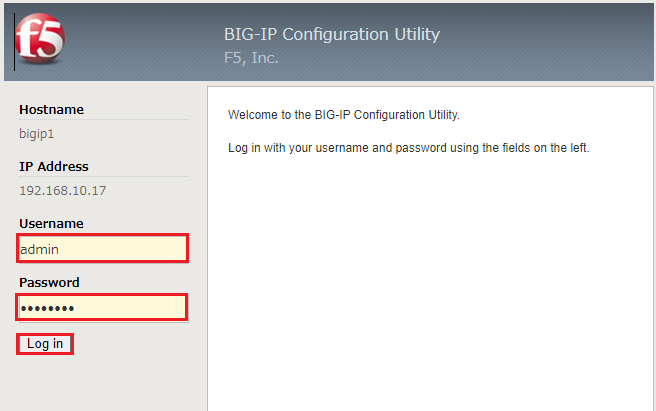 f5
BIG-IP Configuration Utility
F5, Inc.
Hostname
bigip1
IP Address
192.168.10.17
Username
admin
Password
••••••••
Log in
Welcome to the BIG-IP Configuration Utility.
Log in with your username and password using the fields on the left.